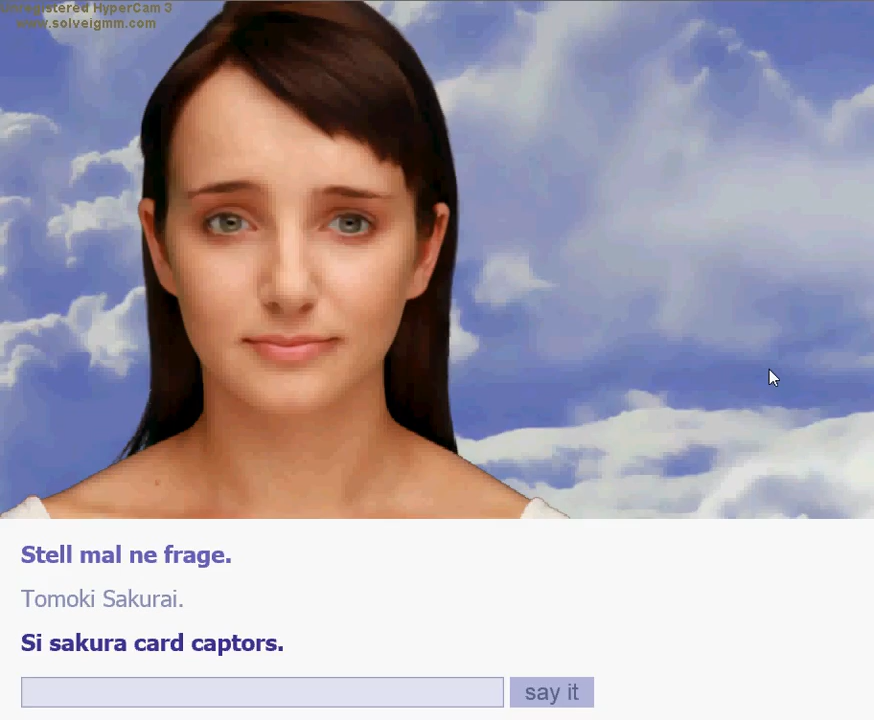 Unregistered HyperCam 3
www.solveigmm.com
Stell mal ne frage.
Tomoki Sakurai.
Si sakura card captors.
say it